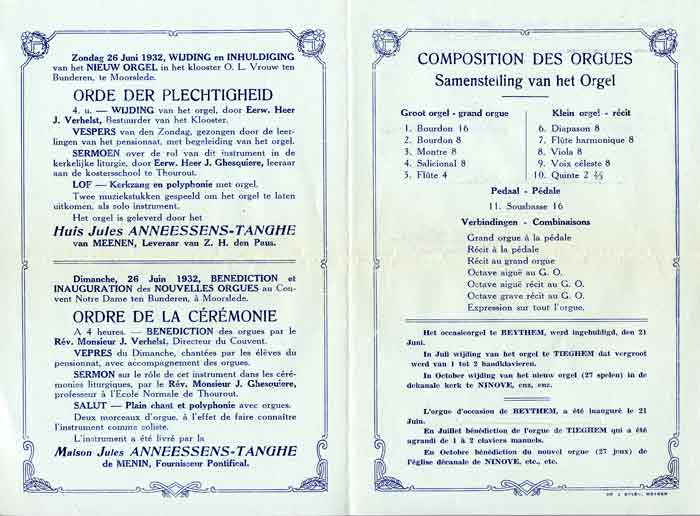 Zondag 26 Juni 1932, WIJDING en INHULDIGING
van het NIEUW ORGEL in het klooster O. L. Vrouw ten
Bunderen, te Moorslede.
ORDE DER PLECHTIGHEID
4. u. — WIJDING van het orgel, door Eerw. Heer
J. Verhelst, Bestuurder van het Klooster.
VESPERS van den Zondag, gezongen door de leer-
lingen van het pensionaat, met begeleiding van het orgel.
SERMOEN over de rol van dit instrument in de
kerkelijke liturgie, door Eerw. Heer J. Ghesquiere, leeraar
aan de kostersschool te Thourout.
LOF — Kerkzang en polyphonie met orgel.
Twee muziekstukken gespeeld om het orgel te laten
uitkomen, als solo instrument.
Het orgel is geleverd door het
Huis Jules ANNEESSENS-TANGHE
van MEENEN, Leveraar van Z. H. den Paus.
Dimanche, 26 Juin 1932, BENEDICTION et
INAUGURATION des NOUVELLES ORGUES au Cou-
vent Notre Dame ten Bunderen, à Moorslede.
ORDRE DE LA CÉRÉMONIE
A 4 heures. — BENEDICTION des orgues par le
Rév. Monsieur J. Verhelst, Directeur du Couvent.
VEPRES du Dimanche, chantées par les élèves du
pensionnat, avec accompagnement des orgues.
SERMON sur le rôle de cet instrument dans les céré-
monies liturgiques, par le Rév. Monsieur J. Ghesquiere,
professeur à l'Ecole Normale de Thourout.
SALUT — Plain chant et polyphonie avec orgues.
Deux morceaux d'orgue, à l'effet de faire connaître
l'instrument comme soliste.
L'instrument a été livré par la
Maison Jules ANNEESSENS-TANGHE
de MENIN, Fournisseur Pontifical.
COMPOSITION DES ORGUES
Samensteiling van het Orgel
Groot orgel - grand orgue
1. Bourdon 16
2. Bourdon 8
3. Montre 8
4. Salicional 8
5. Flûte 4
Klein orgel - récit
6. Diapason 8
7. Flûte harmonique 8
8. Viola 8
9. Voix céleste 8
10. Quinte 2 ⅔
Pedaal - Pédale
11. Sousbasse 16
Verbindingen - Combinaisons
Grand orgue à la pédale
Récit à la pédale
Récit au grand orgue
Octave aiguë au G. O.
Octave aiguë récit au G. O.
Octave grave récit au G. O.
Expression sur tout l'orgue.
Het occasieorgel te BEYTHEM, werd ingehuldigd, den 21
Juni.
In Juli wijding van het orgel te TIEGHEM dat vergroot
werd van 1 tot 2 handklavieren.
In October wijding van het nieuw orgel (27 spelen) in de
dekanale kerk te NINOVE, enz, enz.
L'orgue d'occasion de BEYTHEM, a été inauguré le 21
Juin.
En Juillet bénédiction de l'orgue de TIEGHEM qui a été
agrandi de 1 à 2 claviers manuels.
En Octobre bénédiction du nouvel orgue (27 jeux) de
l'église décanale de NINOVE, etc., etc.